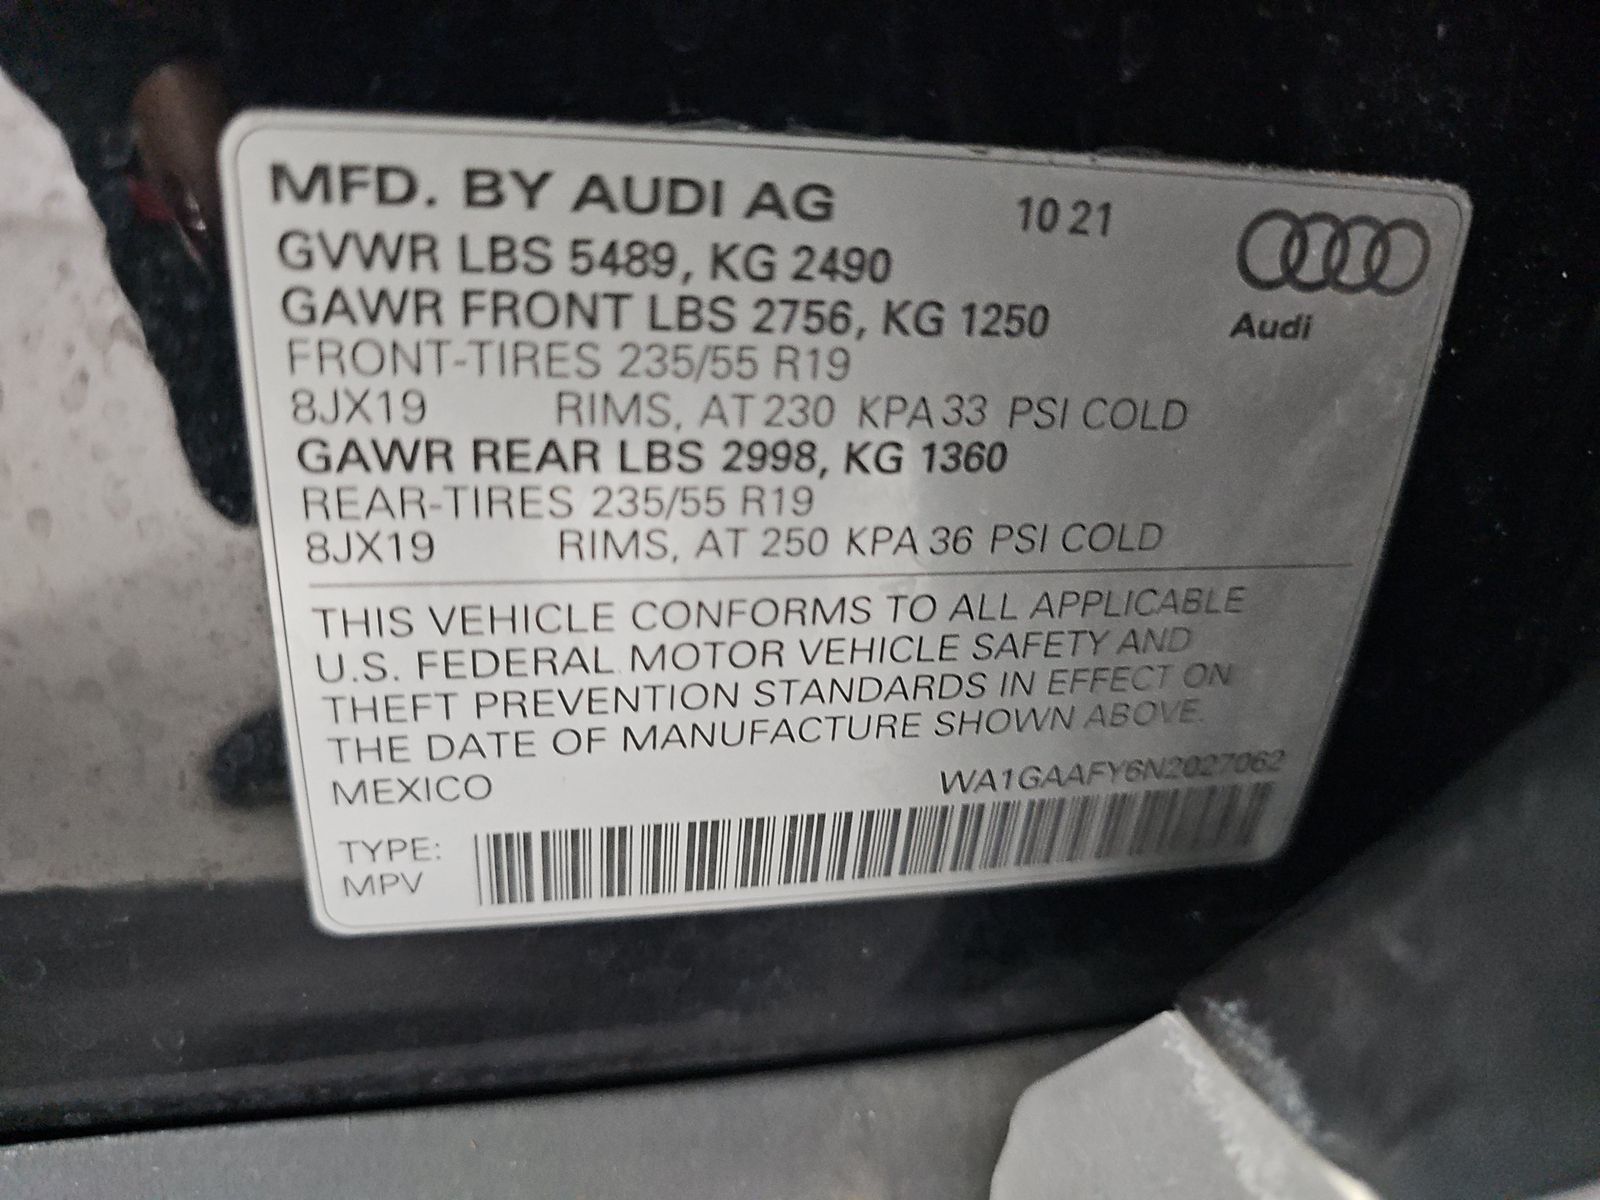 MFD. BY AUDI AG 10 21
GVWR LBS 5489, KG 2490
GAWR FRONT LBS 2756, KG 1250
Audi
FRONT-TIRES 235/55 R19
8JX19 RIMS, AT 230 KPA 33 PSI COLD
GAWR REAR LBS 2998, KG 1360
REAR-TIRES 235/55 R19
8JX19 RIMS, AT 250 KPA 36 PSI COLD
THIS VEHICLE CONFORMS TO ALL APPLICABLE
U.S. FEDERAL MOTOR VEHICLE SAFETY AND
THEFT PREVENTION STANDARDS IN EFFECT ON
THE DATE OF MANUFACTURE SHOWN ABOVE.
MEXICO WA1GAAFY6N2027062
TYPE:
MPV